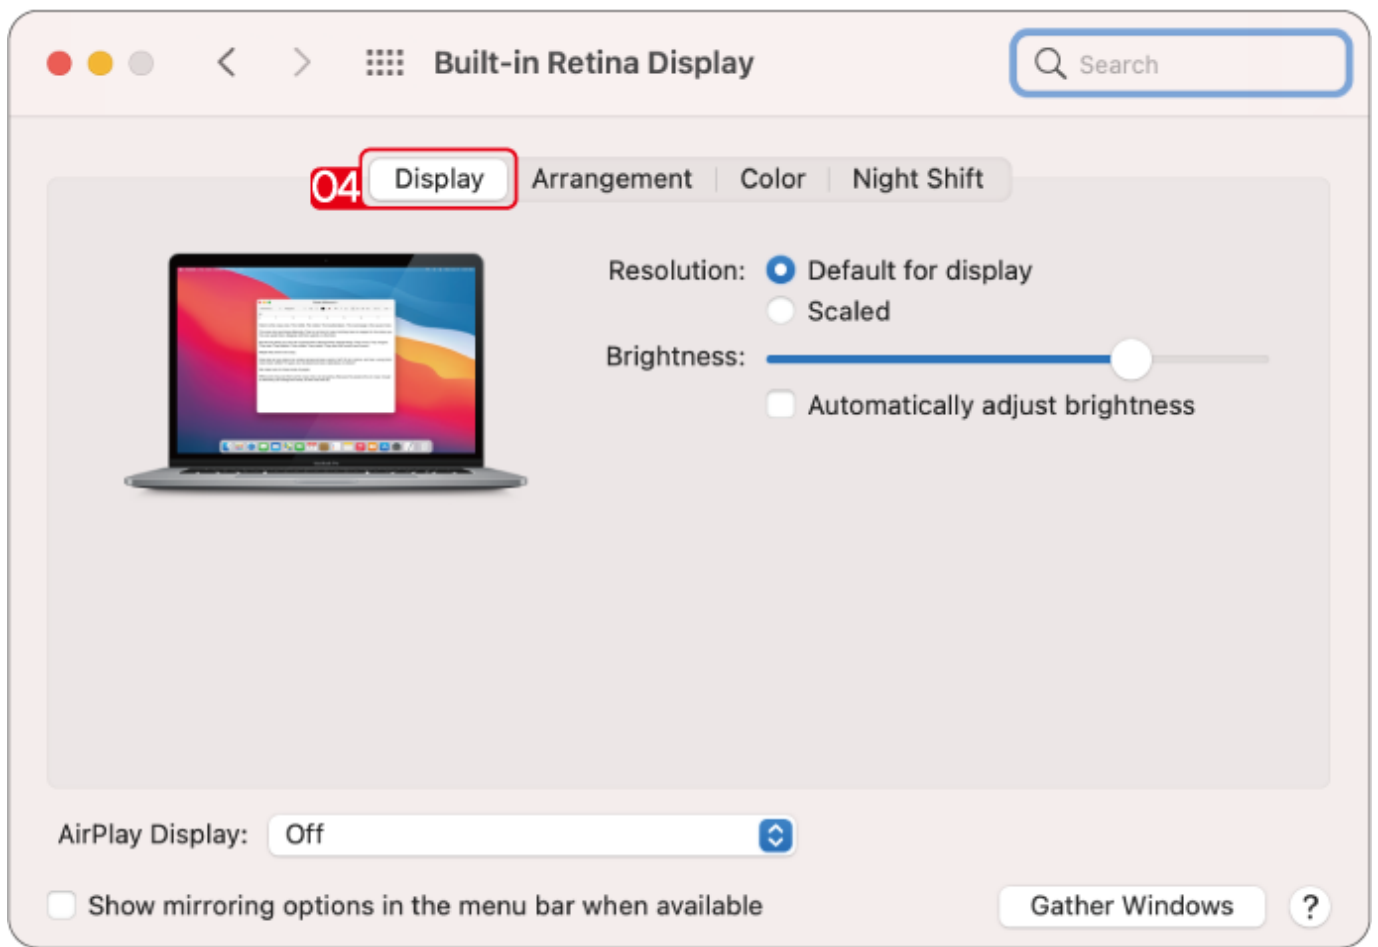 Built-in Retina Display
Search
04 Display Arrangement Color Night Shift
Resolution: Default for display
Scaled
Brightness:
Automatically adjust brightness
AirPlay Display: Off
Show mirroring options in the menu bar when available
Gather Windows ?